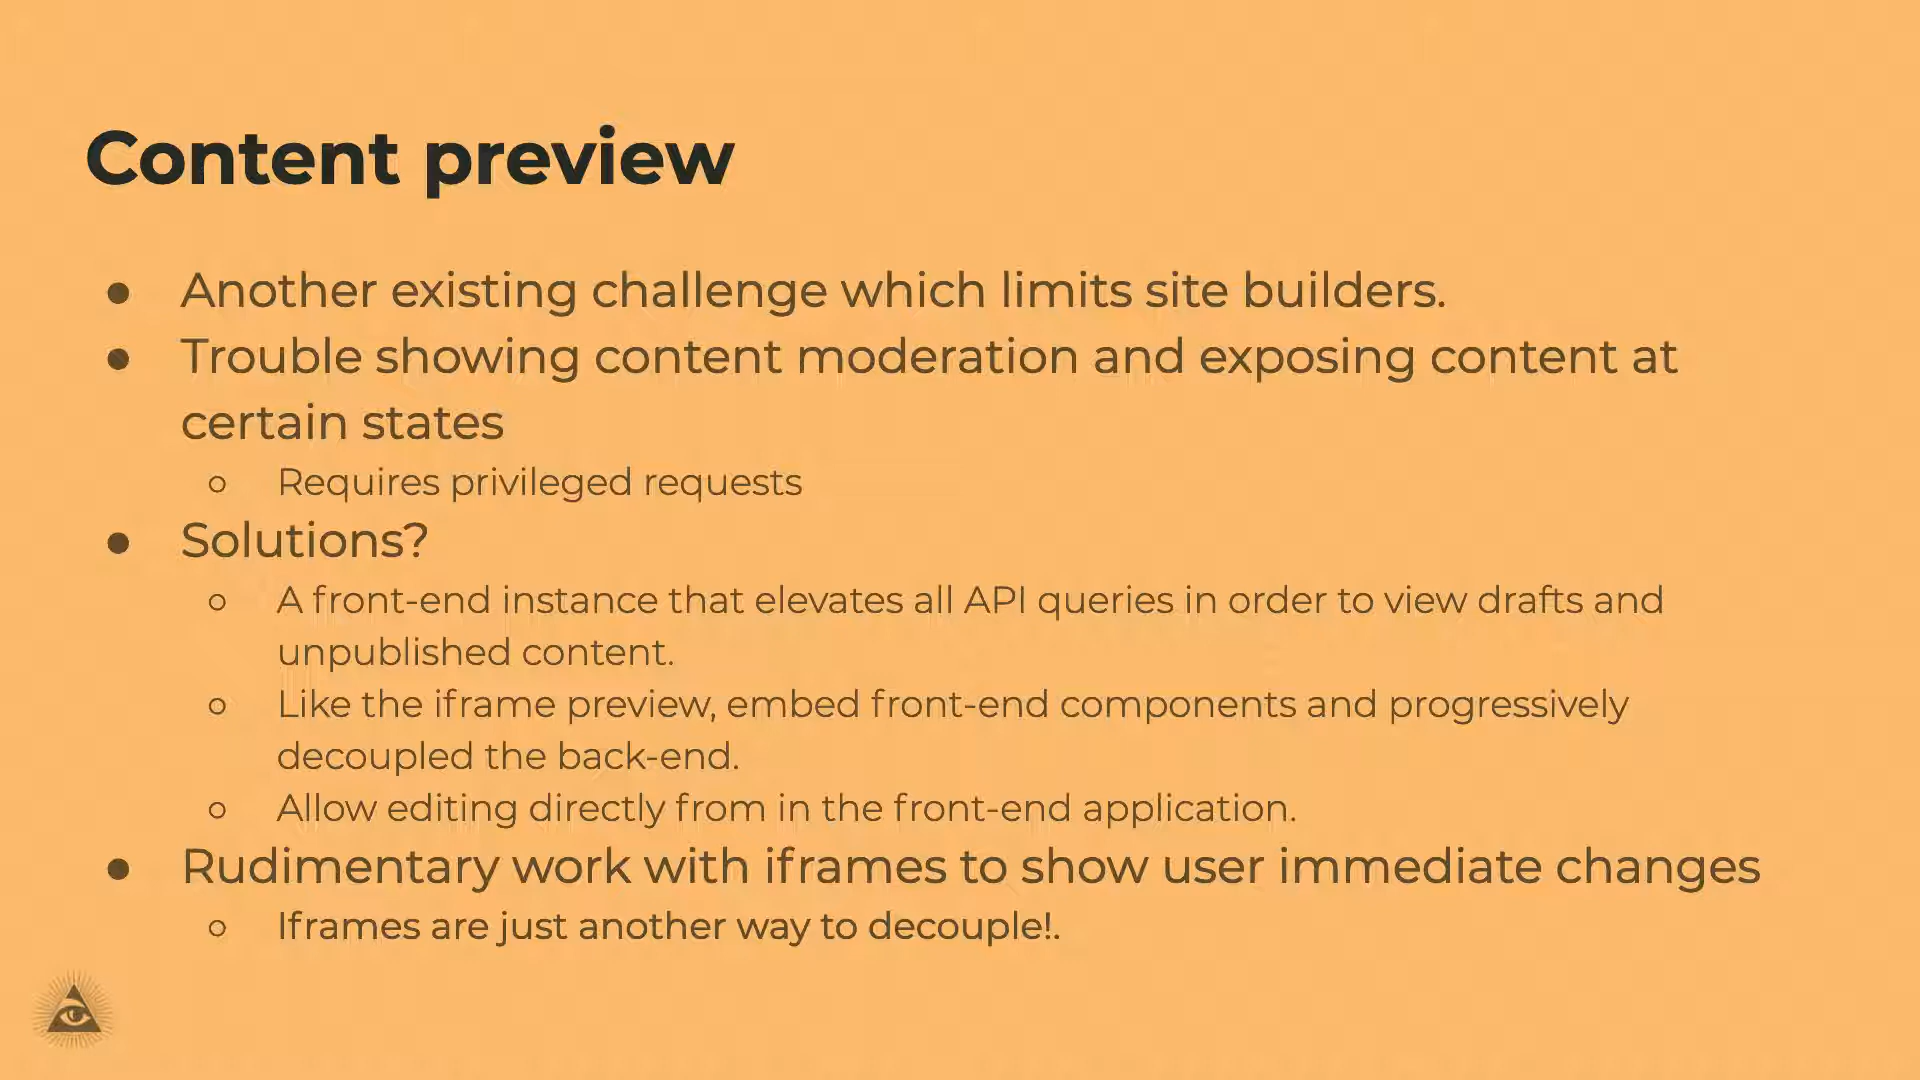 Content preview
● Another existing challenge which limits site builders.
● Trouble showing content moderation and exposing content at
certain states
○ Requires privileged requests
● Solutions?
○ A front-end instance that elevates all API queries in order to view drafts and
unpublished content.
○ Like the iframe preview, embed front-end components and progressively
decoupled the back-end.
○ Allow editing directly from in the front-end application.
● Rudimentary work with iframes to show user immediate changes
○ Iframes are just another way to decouple!.